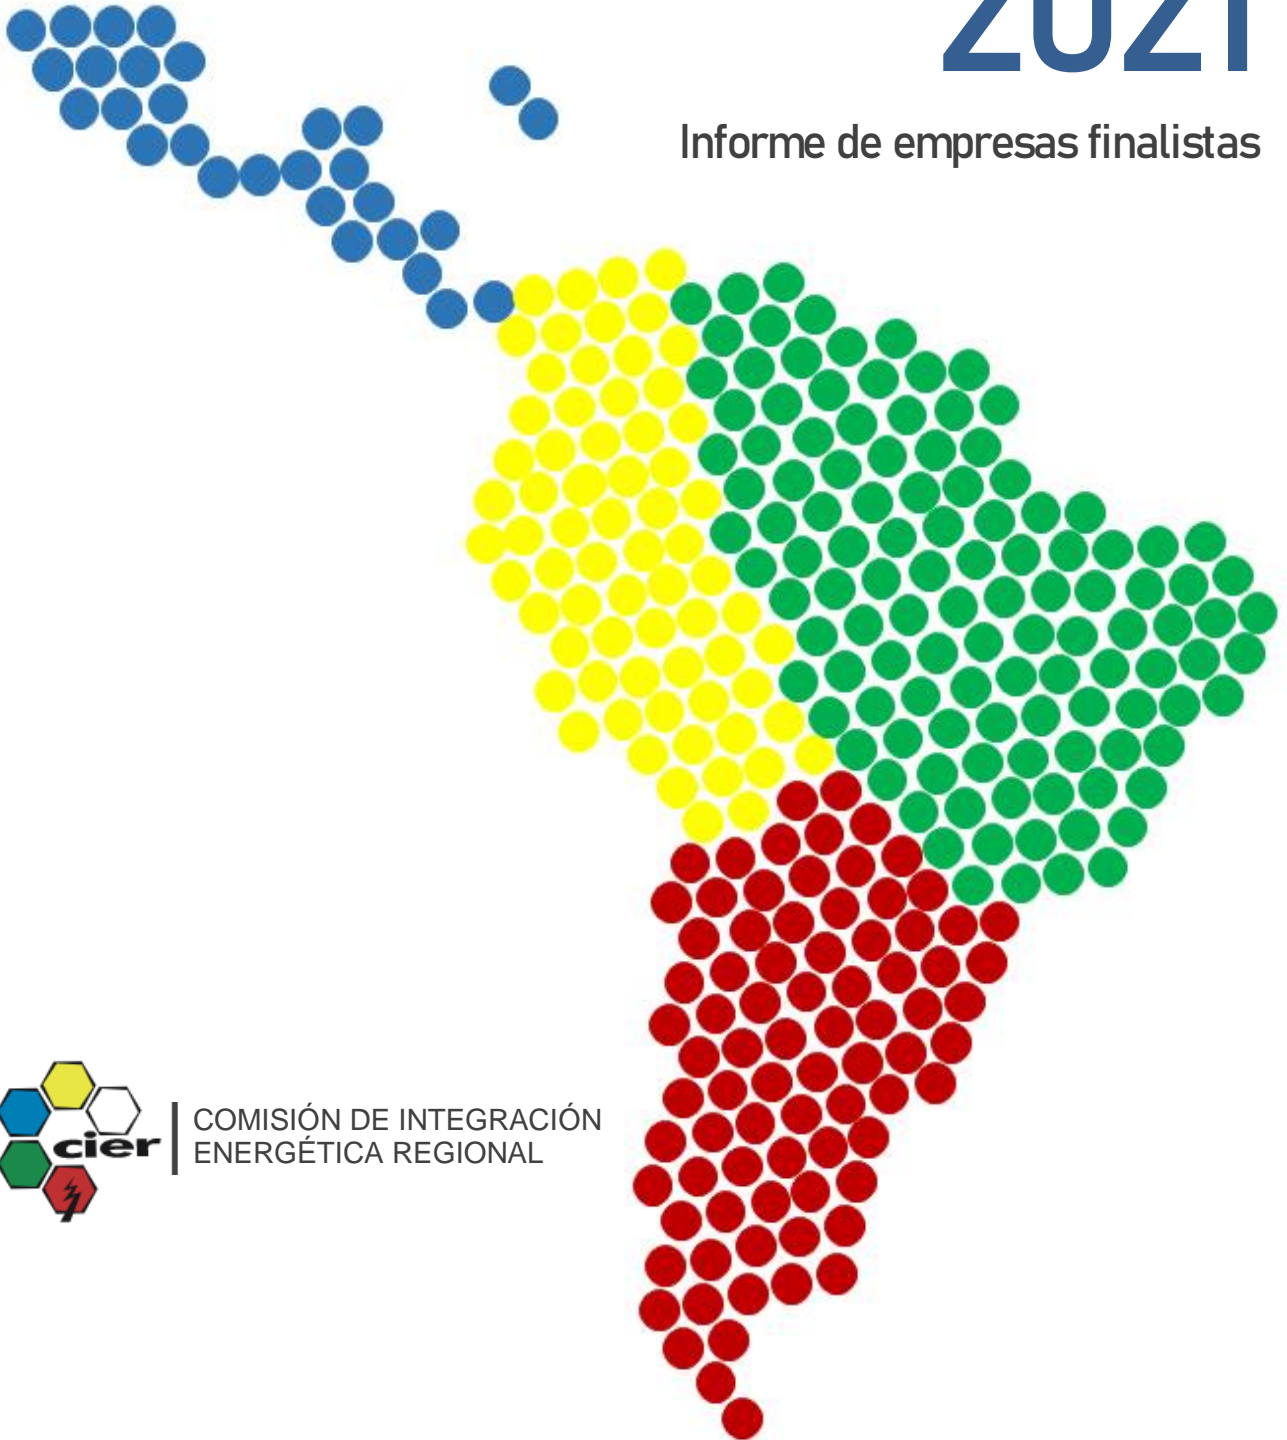 2021
Informe de empresas finalistas
cier
COMISIÓN DE INTEGRACIÓN
ENERGÉTICA REGIONAL